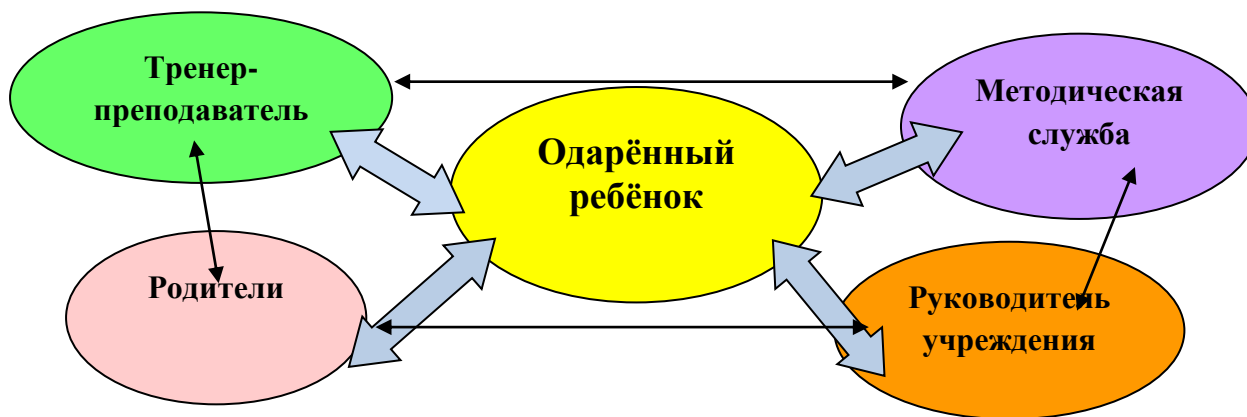 Тренер-
преподаватель
Методическая
служба
Одарённый
ребёнок
Родители
Руководитель
учреждения